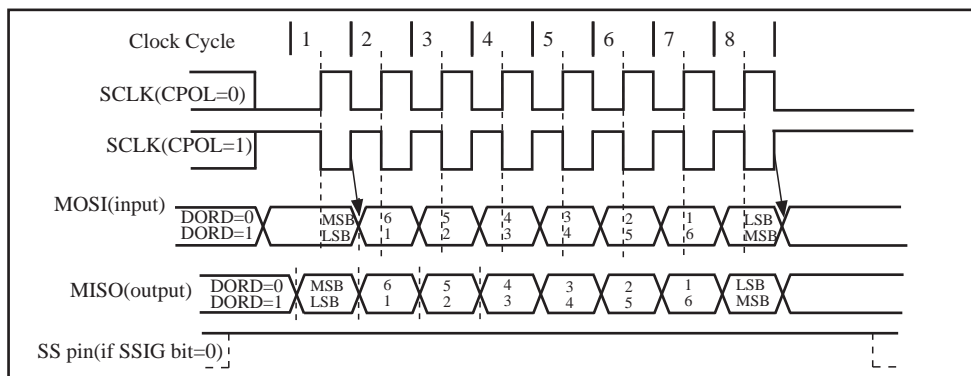 Clock Cycle 1 2 3 4 5 6 7 8
SCLK(CPOL=0)
SCLK(CPOL=1)
MOSI(input)
DORD=0 MSB 6 5 4 3 2 1 LSB
DORD=1 LSB 1 2 3 4 5 6 MSB
MISO(output)
DORD=0 MSB 6 5 4 3 2 1 LSB
DORD=1 LSB 1 2 3 4 5 6 MSB
SS pin(if SSIG bit=0)